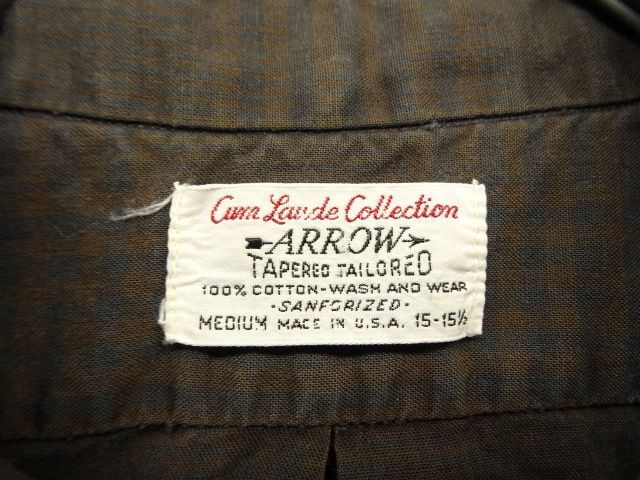 Cum Laude Collection
ARROW
TAPERED TAILORED
100% COTTON-WASH AND WEAR
·SANFORIZED·
MEDIUM MADE IN U.S.A. 15-15½